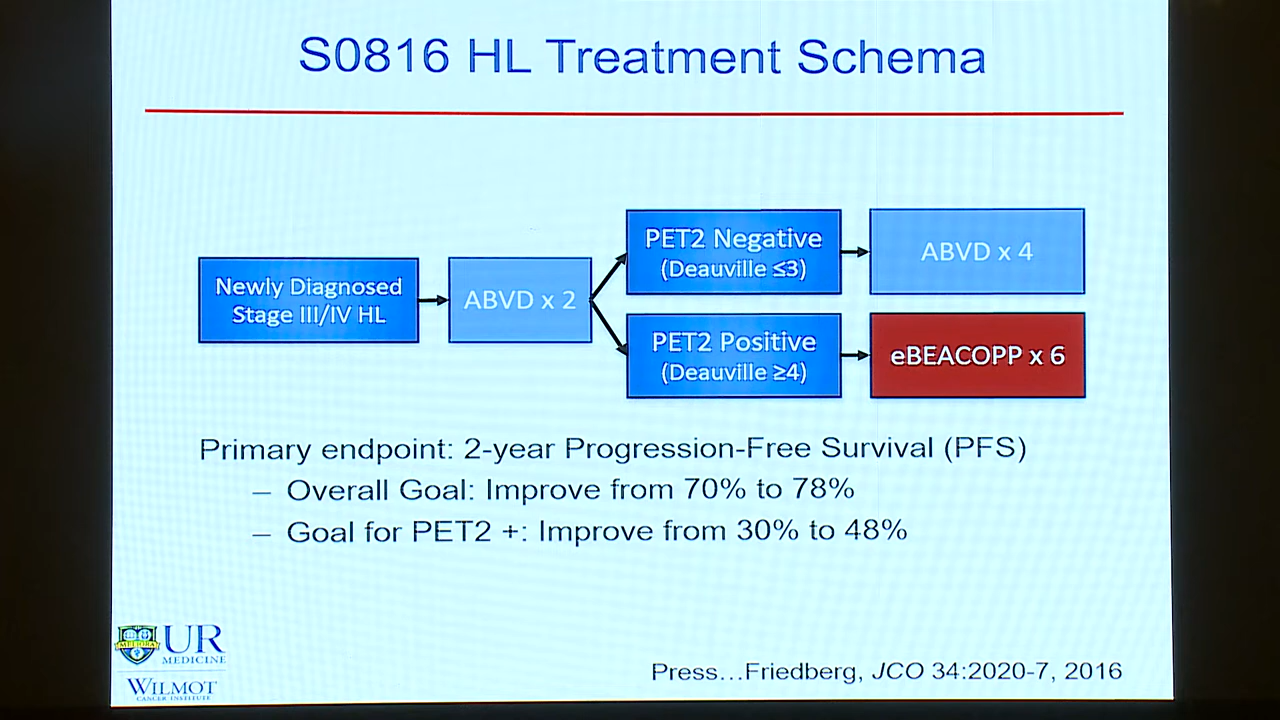 S0816 HL Treatment Schema
Newly Diagnosed
Stage III/IV HL
ABVD x 2
PET2 Negative
(Deauville ≤3)
ABVD x 4
PET2 Positive
(Deauville ≥4)
eBEACOPP x 6
Primary endpoint: 2-year Progression-Free Survival (PFS)
– Overall Goal: Improve from 70% to 78%
– Goal for PET2 +: Improve from 30% to 48%
MELIORA
UR
MEDICINE
WILMOT
CANCER INSTITUTE
Press…Friedberg, JCO 34:2020-7, 2016